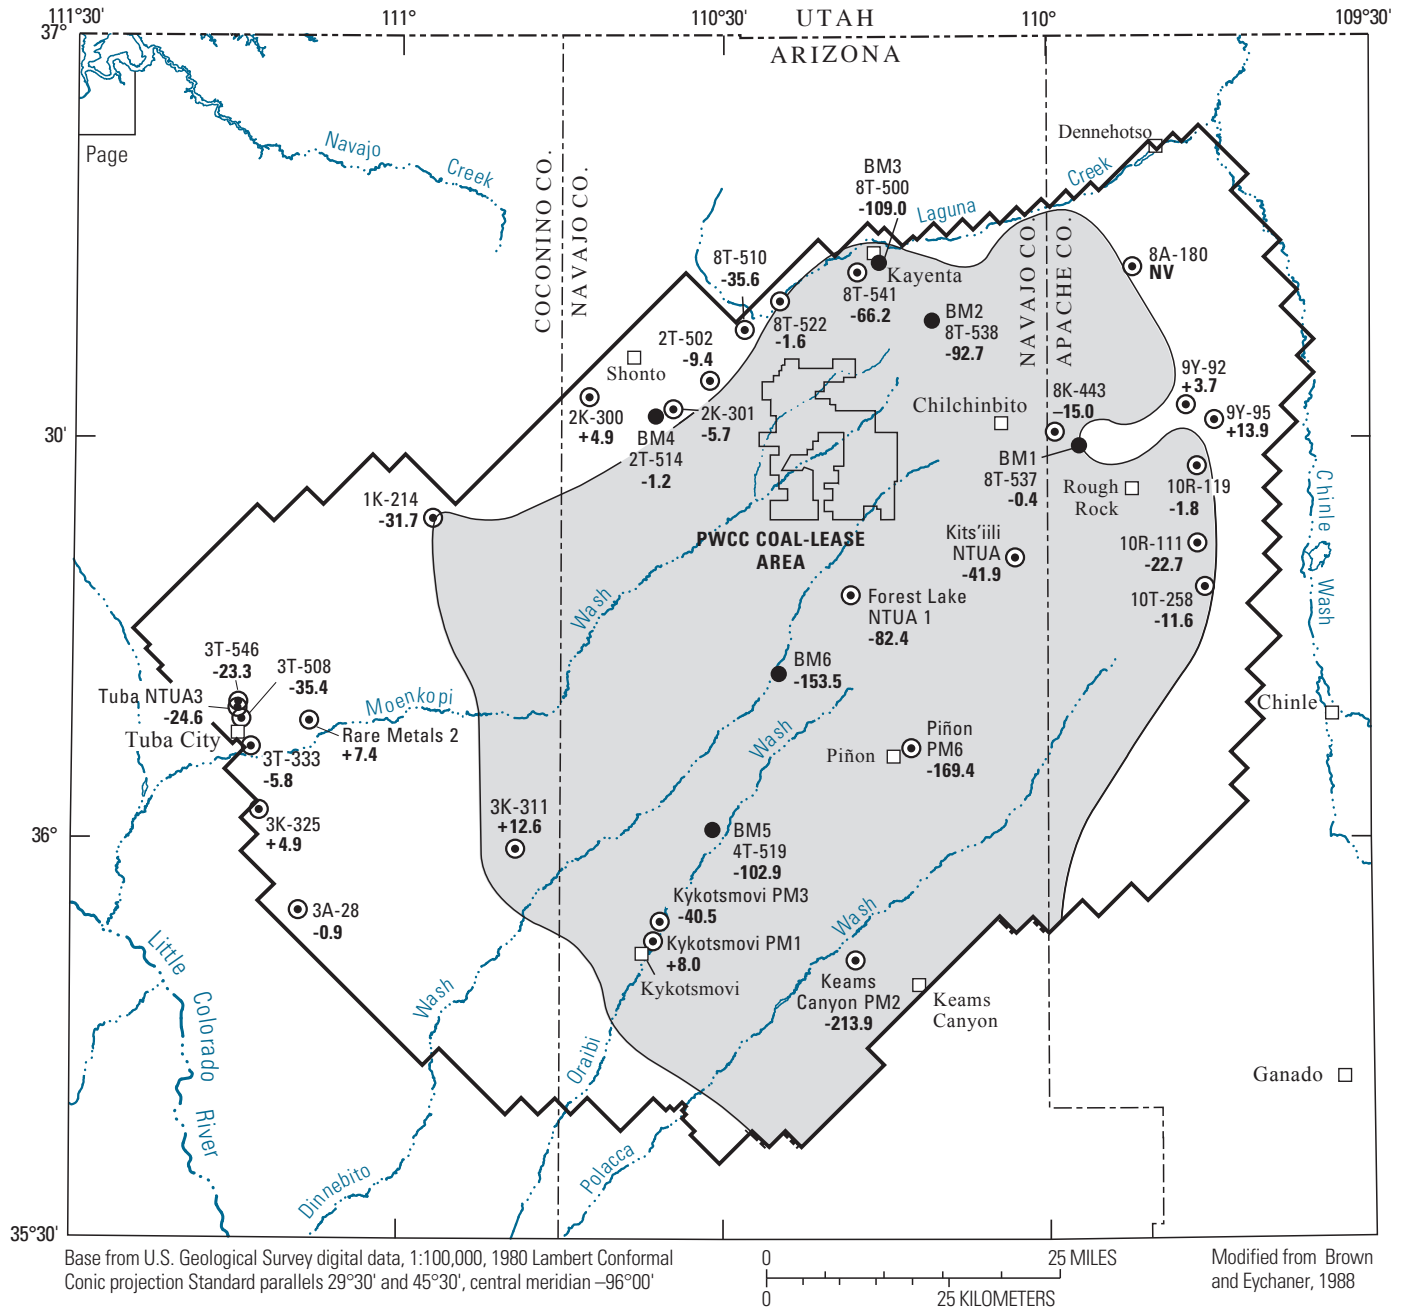 111°30'
111°
110°30'
UTAH
110°
109°30'
37°
ARIZONA
Page
Navajo
Creek
COCONINO CO.
NAVAJO CO.
BM3
8T-500
-109.0
Laguna
Creek
Dennehotso
NAVAJO CO.
APACHE CO.
8T-510
-35.6
Kayenta
8T-541
-66.2
8A-180
NV
8T-522
-1.6
BM2
8T-538
-92.7
2T-502
-9.4
Shonto
2K-300
+4.9
2K-301
-5.7
BM4
2T-514
-1.2
9Y-92
+3.7
8K-443
–15.0
9Y-95
+13.9
Chilchinbito
30'
BM1
8T-537
-0.4
Rough
Rock
10R-119
-1.8
Chinle Wash
1K-214
-31.7
PWCC COAL-LEASE
AREA
Kits'iili
NTUA
-41.9
10R-111
-22.7
10T-258
-11.6
Forest Lake
NTUA 1
-82.4
Wash
3T-546
-23.3
3T-508
-35.4
BM6
-153.5
Tuba NTUA3
-24.6
Moenkopi
Rare Metals 2
+7.4
Tuba City
Chinle
3T-333
-5.8
Wash
Piñon
Piñon
PM6
-169.4
3K-325
+4.9
3K-311
+12.6
36°
BM5
4T-519
-102.9
Kykotsmovi PM3
-40.5
3A-28
-0.9
Wash
Kykotsmovi PM1
+8.0
Kykotsmovi
Keams
Canyon PM2
-213.9
Keams
Canyon
Little
Colorado
River
Wash
Oraibi
Ganado
Dinnebito
Polacca
35°30'
Base from U.S. Geological Survey digital data, 1:100,000, 1980 Lambert Conformal
Conic projection Standard parallels 29°30' and 45°30', central meridian –96°00'
0
25 MILES
0
25 KILOMETERS
Modified from Brown
and Eychaner, 1988